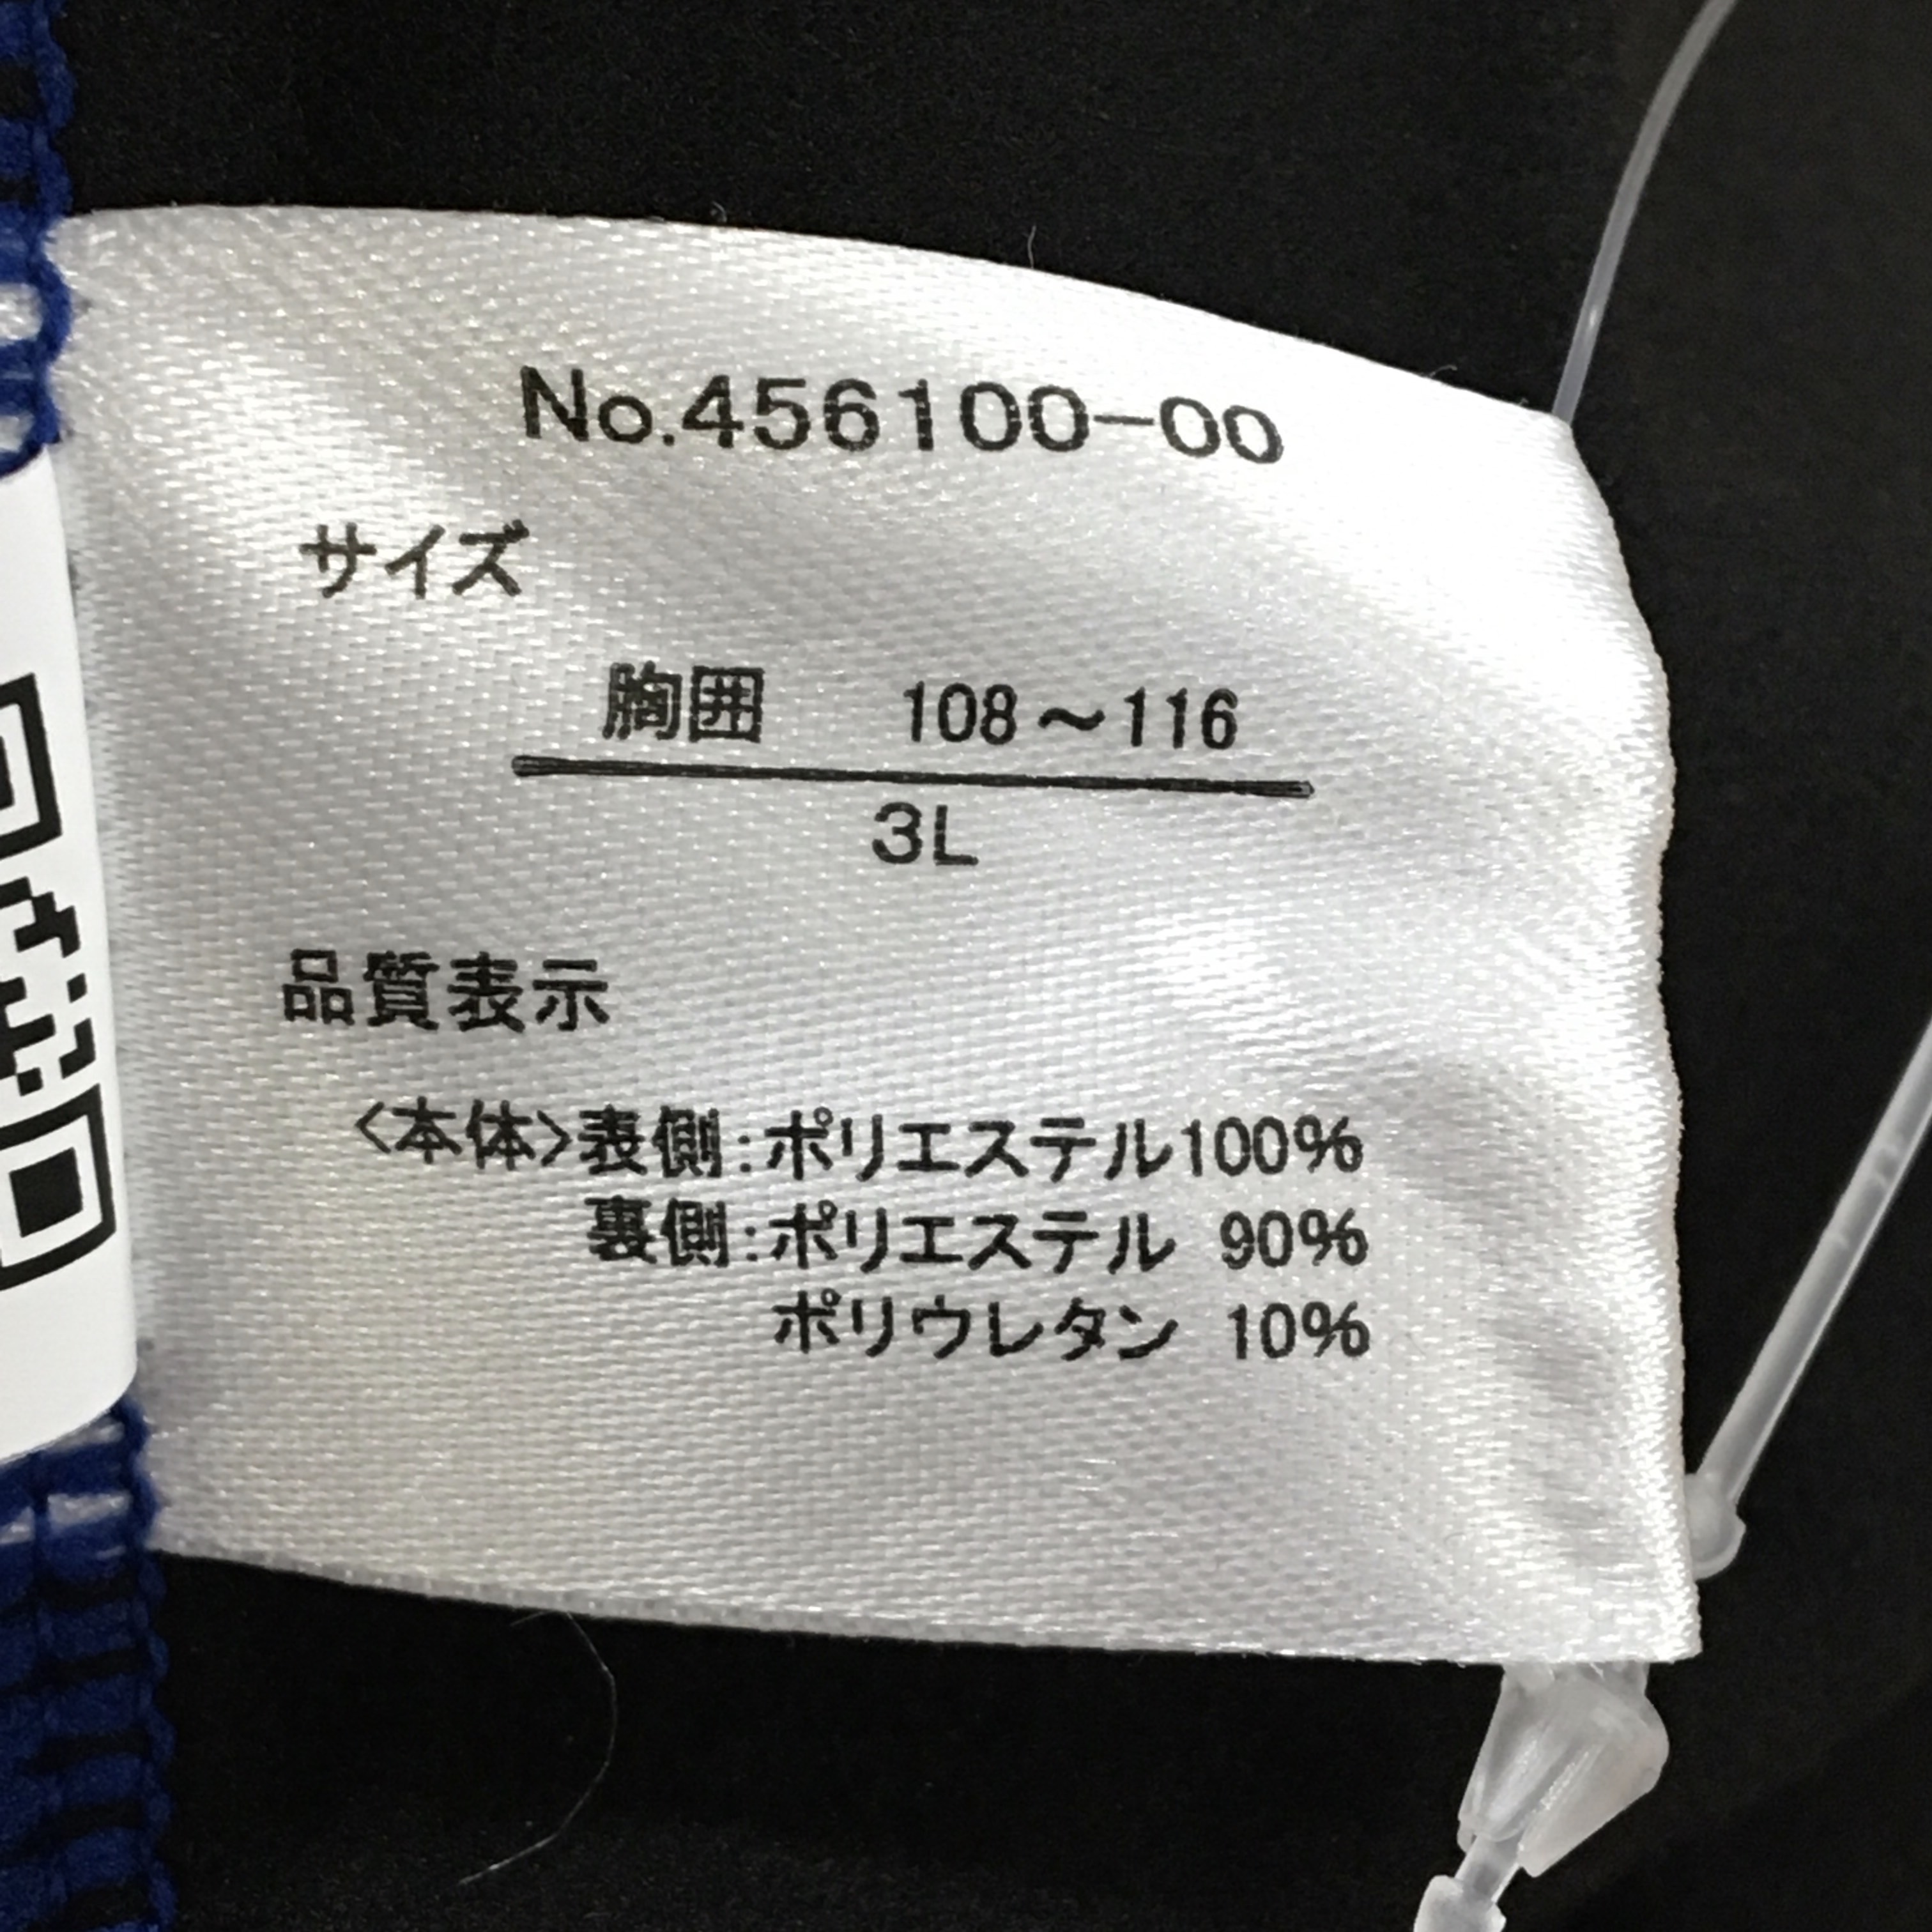 No.456100-00
サイズ
胸囲 108～116
3L
品質表示
<本体>表側:ポリエステル100%
裏側:ポリエステル 90%
ポリウレタン 10%